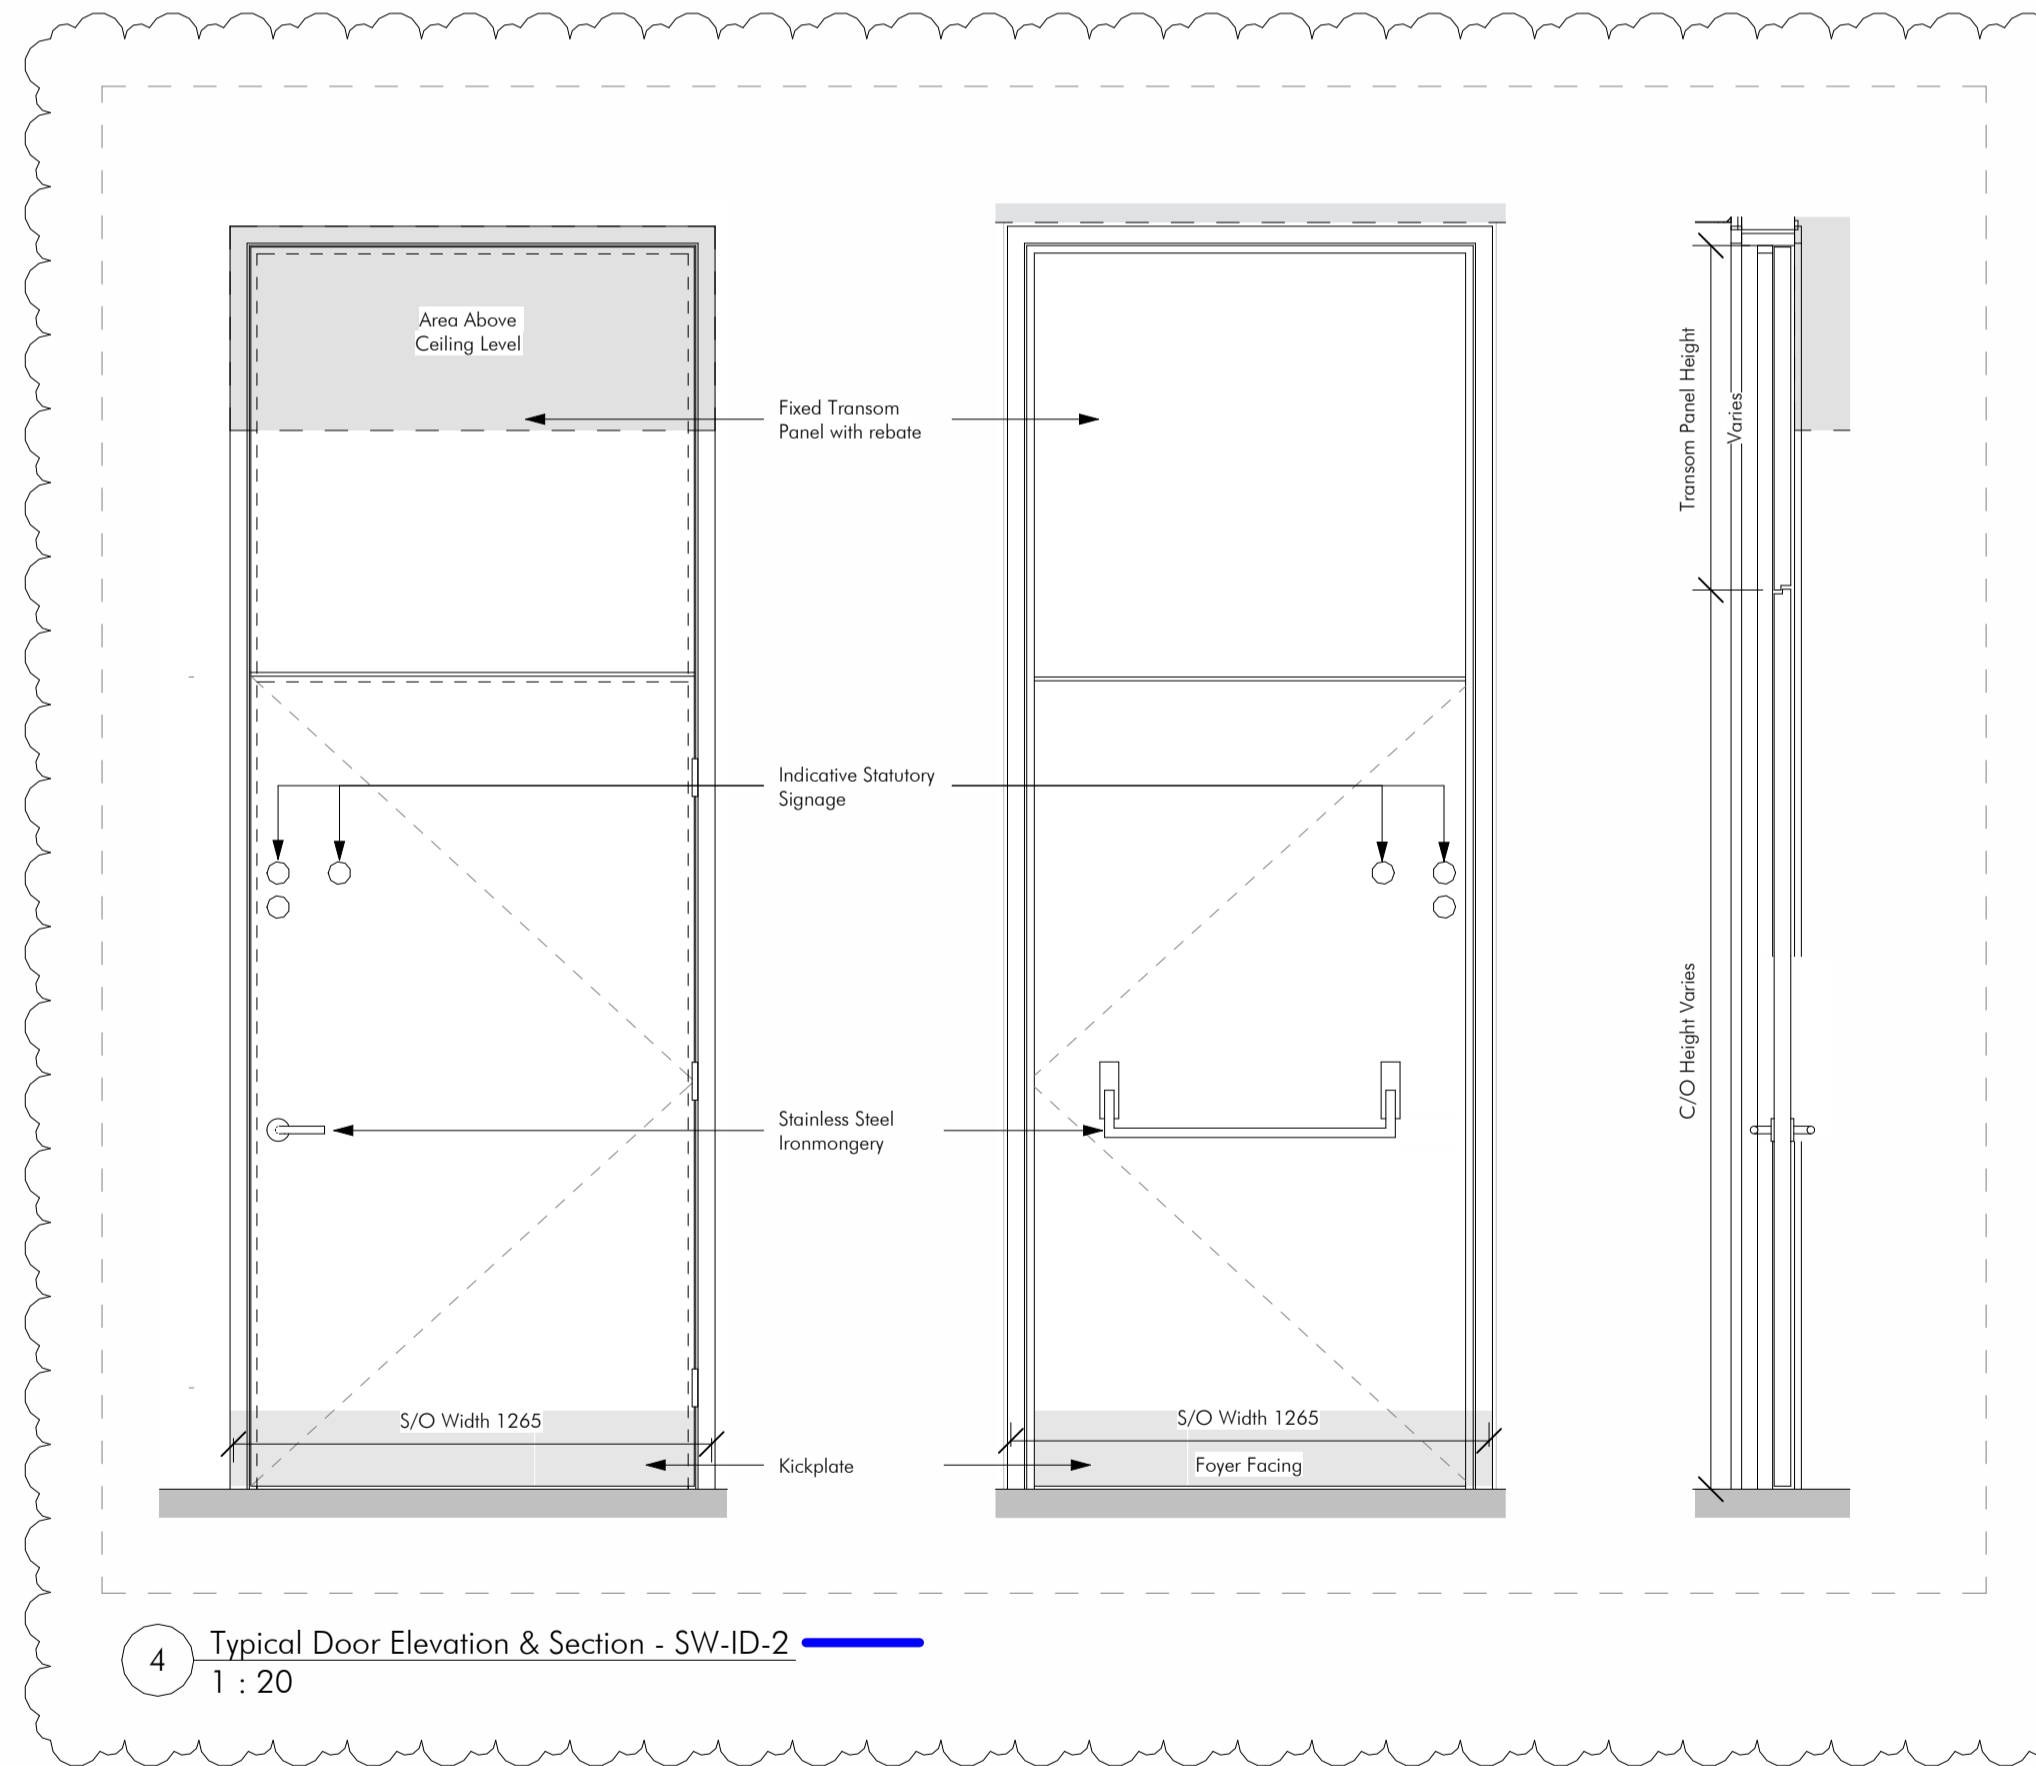 Area Above
Ceiling Level
Fixed Transom
Panel with rebate
Transom Panel Height
Varies
Indicative Statutory
Signage
C/O Height Varies
Stainless Steel
Ironmongery
S/O Width 1265
S/O Width 1265
Kickplate
Foyer Facing
4
Typical Door Elevation & Section - SW-ID-2
1 : 20